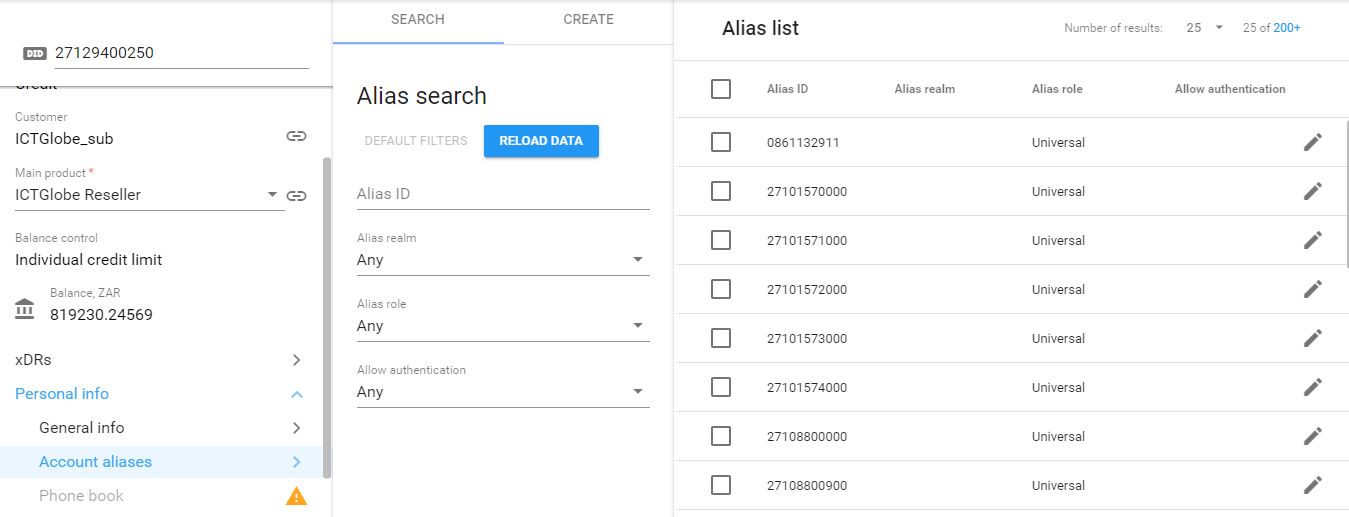 DID 27129400250
Credit
Customer
ICTGlobe_sub
Main product *
ICTGlobe Reseller
Balance control
Individual credit limit
Balance, ZAR
819230.24569
xDRs
Personal info
General info
Account aliases
Phone book
SEARCH CREATE
Alias search
DEFAULT FILTERS RELOAD DATA
Alias ID
Alias realm
Any
Alias role
Any
Allow authentication
Any
Alias list Number of results: 25 25 of 200+
Alias ID Alias realm Alias role Allow authentication
0861132911 Universal
27101570000 Universal
27101571000 Universal
27101572000 Universal
27101573000 Universal
27101574000 Universal
27108800000 Universal
27108800900 Universal